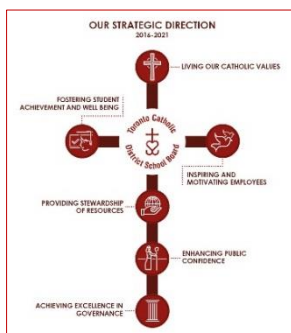 OUR STRATEGIC DIRECTION
2016-2021
LIVING OUR CATHOLIC VALUES
FOSTERING STUDENT
ACHIEVEMENT AND WELL BEING
Toronto Catholic
District School Board
INSPIRING AND
MOTIVATING EMPLOYEES
PROVIDING STEWARDSHIP
OF RESOURCES
ENHANCING PUBLIC
CONFIDENCE
ACHIEVING EXCELLENCE IN
GOVERNANCE